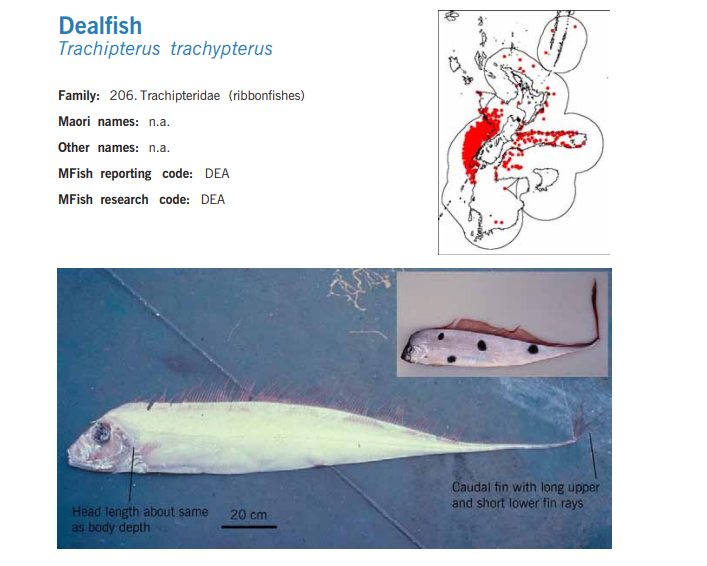 Dealfish
Trachipterus trachypterus
Family: 206. Trachipteridae (ribbonfishes)
Maori names: n.a.
Other names: n.a.
MFish reporting code: DEA
MFish research code: DEA
Head length about same
as body depth
20 cm
Caudal fin with long upper
and short lower fin rays